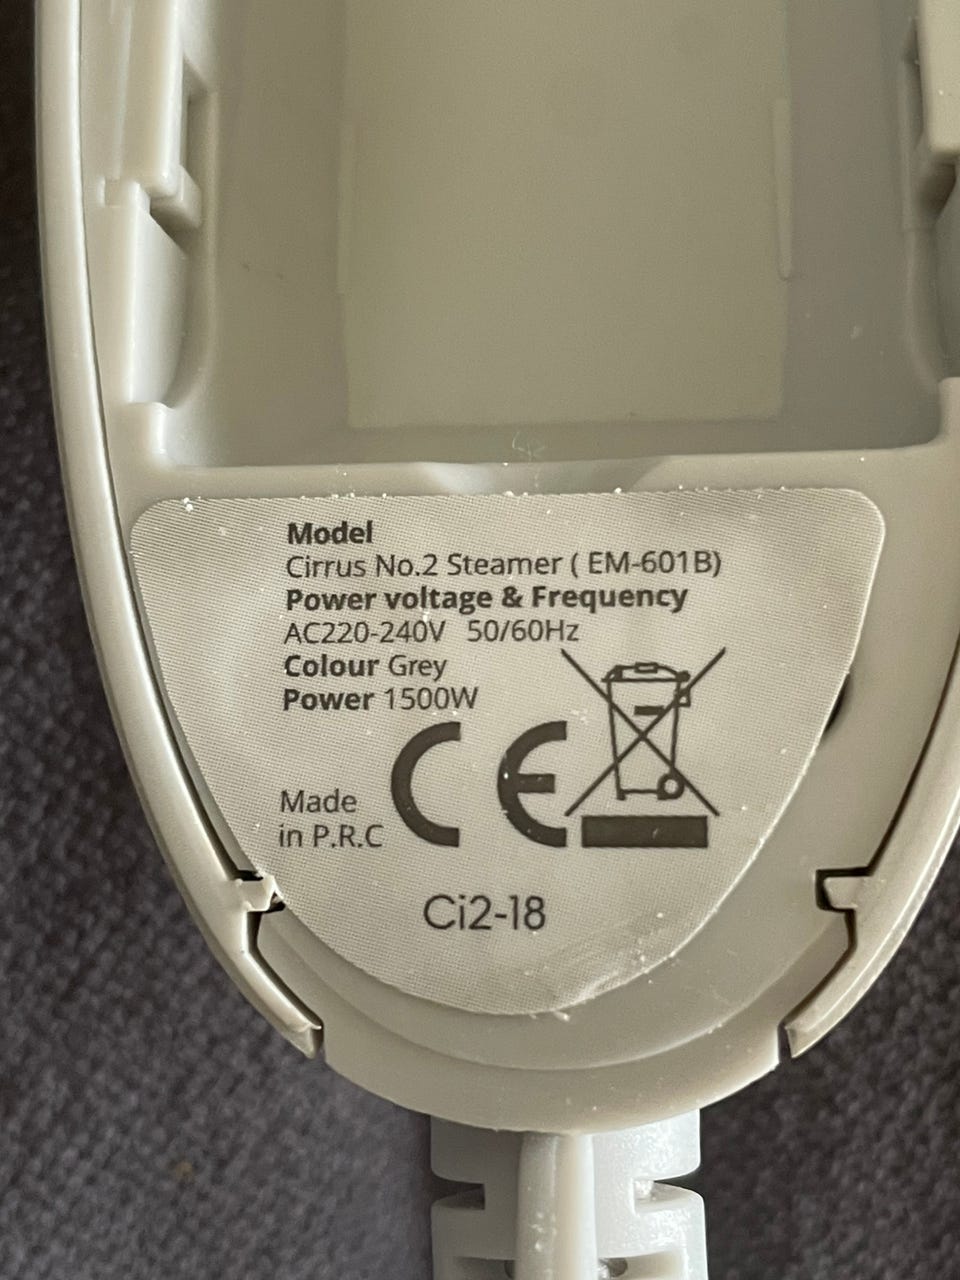 Model
Cirrus No.2 Steamer ( EM-601B)
Power voltage & Frequency
AC220-240V 50/60Hz
Colour Grey
Power 1500W
Made
in P.R.C
CE
Ci2-18